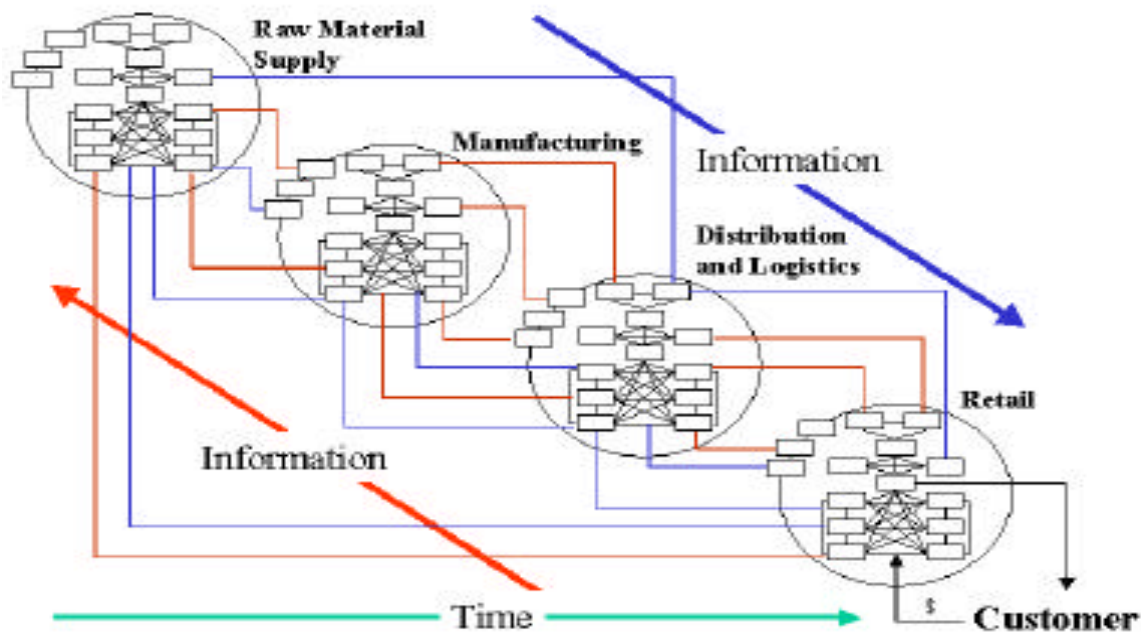 Raw Material
Supply
Manufacturing
Information
Distribution
and Logistics
Retail
Information
Time
$
Customer